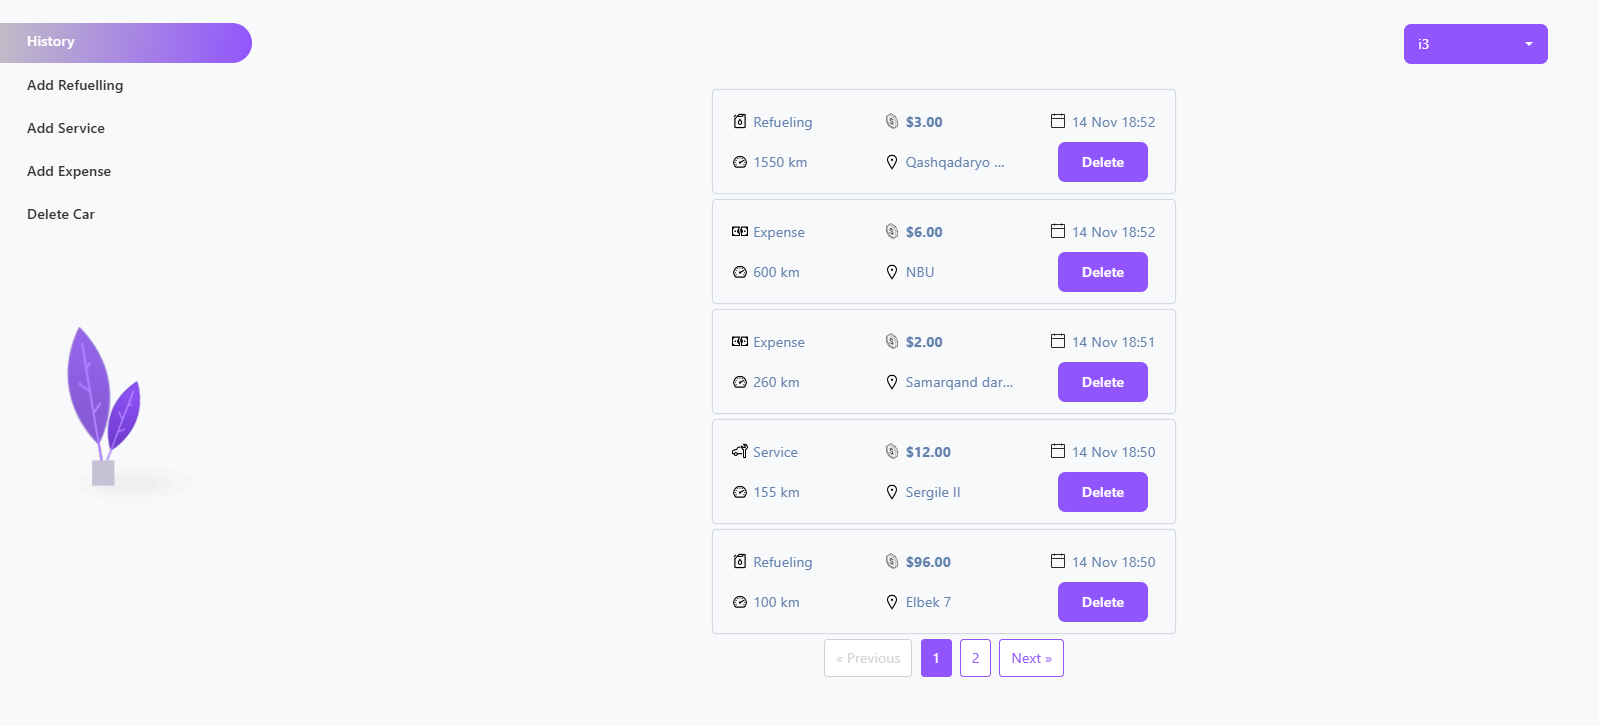 History
i3
Add Refuelling
Add Service
Add Expense
Delete Car
Refueling $3.00 14 Nov 18:52
1550 km Qashqadaryo ... Delete
Expense $6.00 14 Nov 18:52
600 km NBU Delete
Expense $2.00 14 Nov 18:51
260 km Samarqand dar... Delete
Service $12.00 14 Nov 18:50
155 km Sergile II Delete
Refueling $96.00 14 Nov 18:50
100 km Elbek 7 Delete
« Previous 1 2 Next »